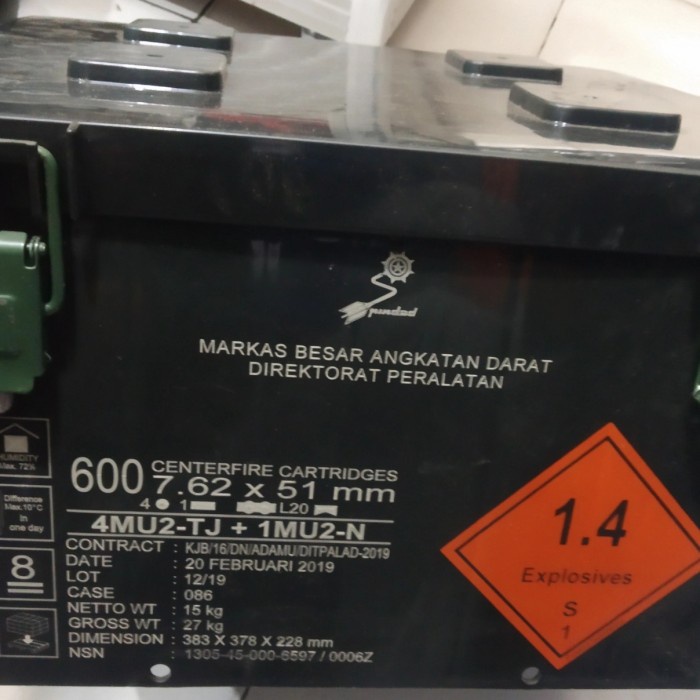 pindad
MARKAS BESAR ANGKATAN DARAT
DIREKTORAT PERALATAN
HUMIDITY
Max. 72%
Difference
Max.10°C
in
one day
8
600 CENTERFIRE CARTRIDGES
7.62 x 51 mm
4 1 L20
4MU2-TJ + 1MU2-N
CONTRACT : KJB/16/DN/ADAMU/DITPALAD-2019
DATE : 20 FEBRUARI 2019
LOT : 12/19
CASE : 086
NETTO WT : 15 kg
GROSS WT : 27 kg
DIMENSION : 383 X 378 X 228 mm
NSN : 1305-45-000-6597 / 0006Z
1.4
Explosives
S
1